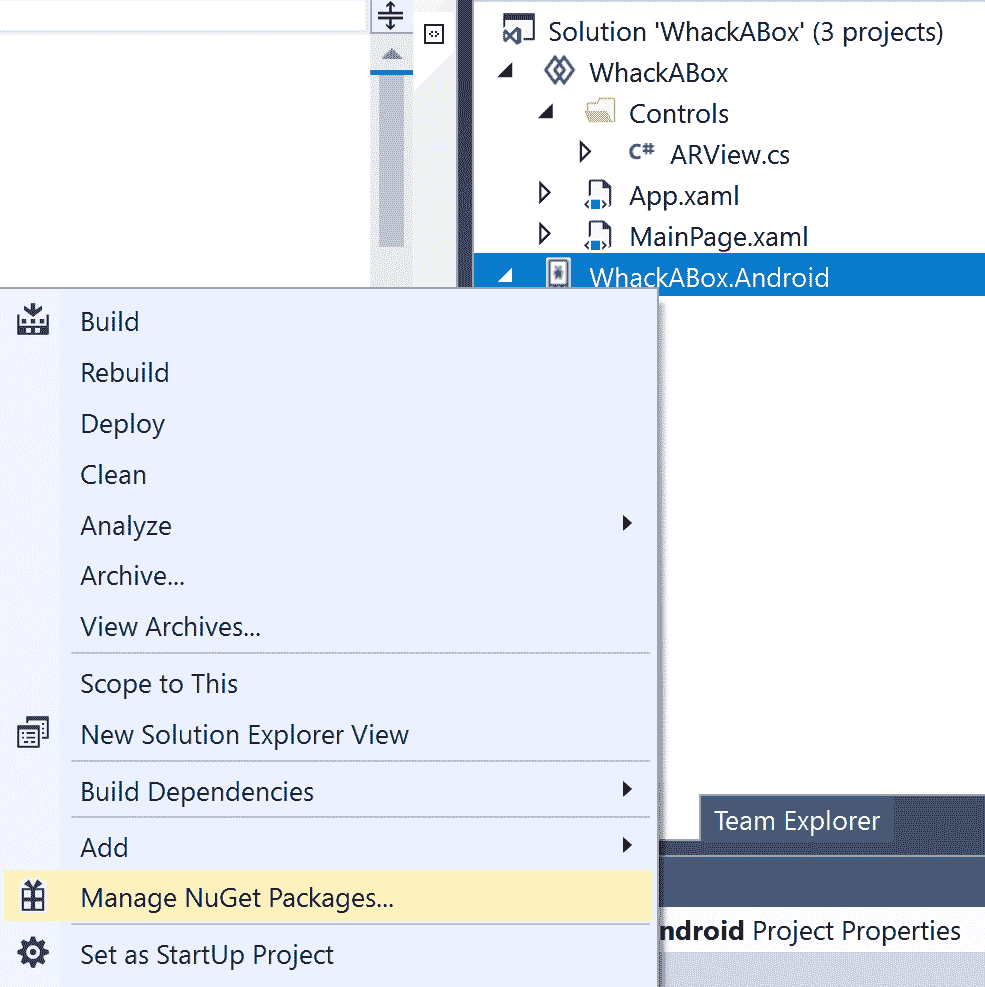 Solution 'WhackABox' (3 projects)
WhackABox
Controls
C# ARView.cs
App.xaml
MainPage.xaml
WhackABox.Android
Build
Rebuild
Deploy
Clean
Analyze
Archive...
View Archives...
Scope to This
New Solution Explorer View
Build Dependencies
Add
Manage NuGet Packages...
Set as StartUp Project
Team Explorer
ndroid Project Properties